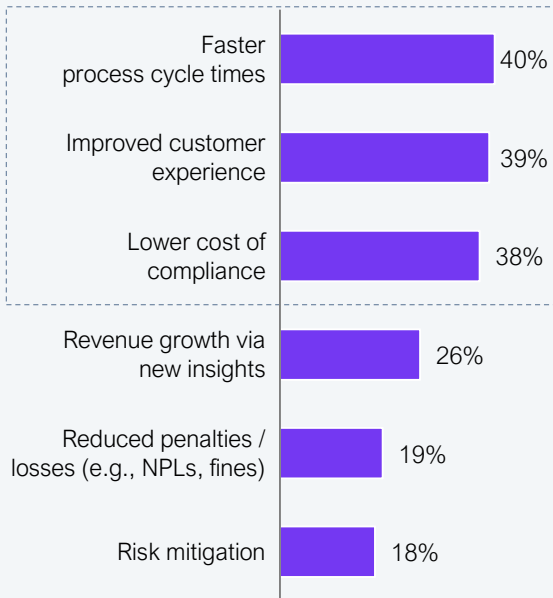 Faster
process cycle times
40%
Improved customer
experience
39%
Lower cost of
compliance
38%
Revenue growth via
new insights
26%
Reduced penalties /
losses (e.g., NPLs, fines)
19%
Risk mitigation
18%